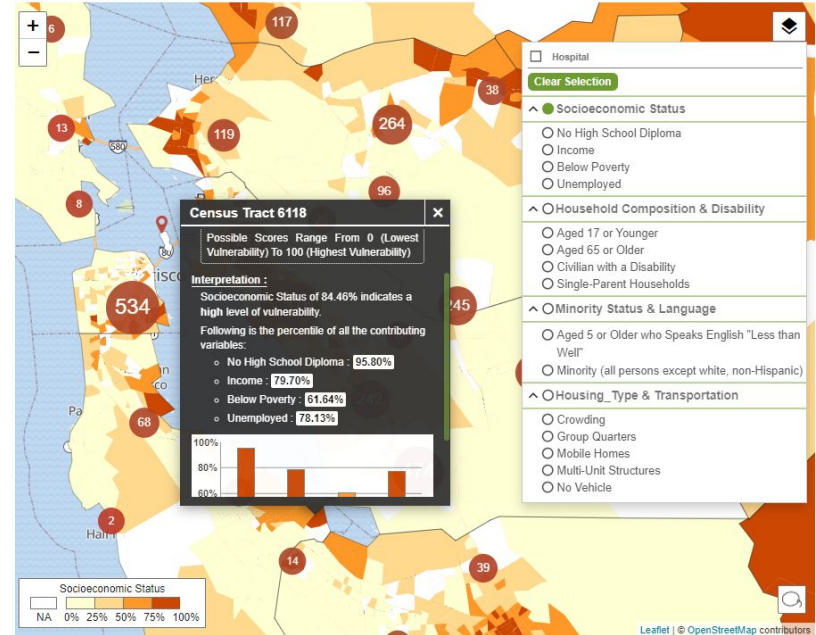 +
−
6
117
Her
38
13
580
119
264
8
96
80
isco
534
245
an
co
242
Pa
68
2
Half
14
39
Census Tract 6118
×
Possible Scores Range From 0 (Lowest
Vulnerability) To 100 (Highest Vulnerability)
Interpretation :
Socioeconomic Status of 84.46% indicates a
high level of vulnerability.
Following is the percentile of all the contributing
variables:
No High School Diploma : 95.80%
Income : 79.70%
Below Poverty : 61.64%
Unemployed : 78.13%
100%
80%
60%
Hospital
Clear Selection
Socioeconomic Status
No High School Diploma
Income
Below Poverty
Unemployed
Household Composition & Disability
Aged 17 or Younger
Aged 65 or Older
Civilian with a Disability
Single-Parent Households
Minority Status & Language
Aged 5 or Older who Speaks English "Less than
Well"
Minority (all persons except white, non-Hispanic)
Housing_Type & Transportation
Crowding
Group Quarters
Mobile Homes
Multi-Unit Structures
No Vehicle
Socioeconomic Status
NA 0% 25% 50% 75% 100%
Leaflet | © OpenStreetMap contributors